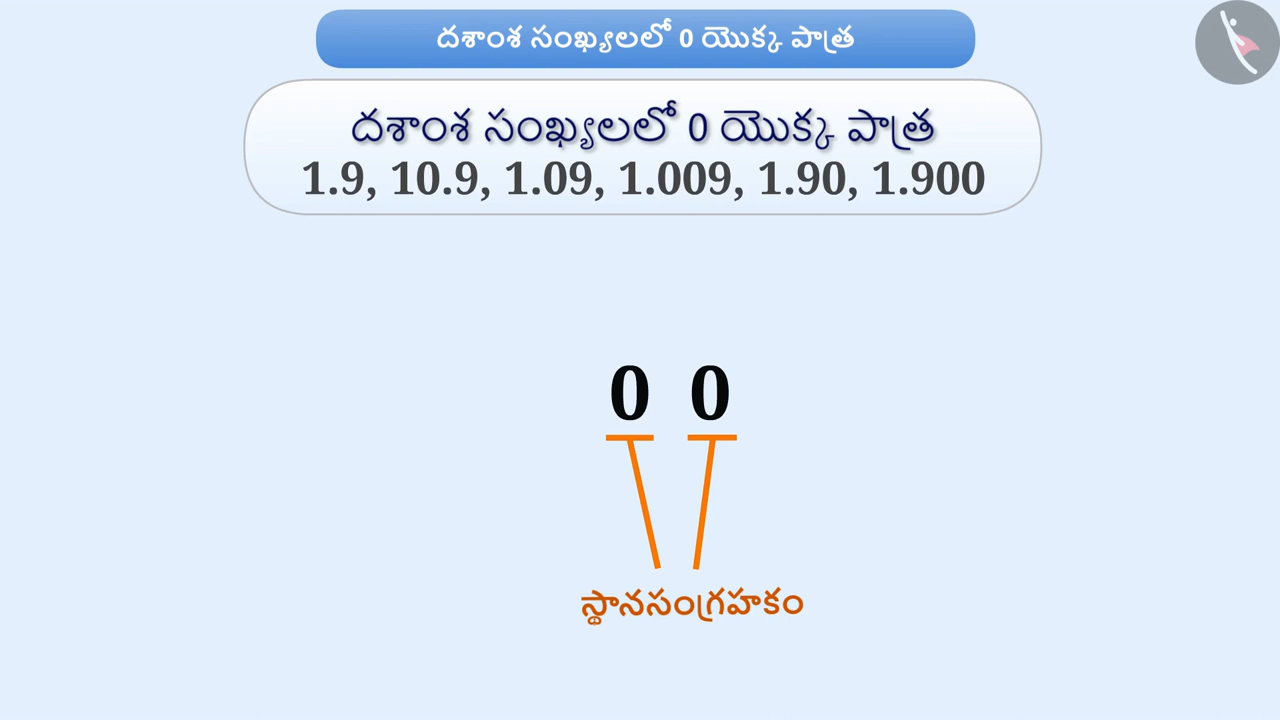 దశాంశ సంఖ్యలలో 0 యొక్క పాత్ర
దశాంశ సంఖ్యలలో 0 యొక్క పాత్ర
1.9, 10.9, 1.09, 1.009, 1.90, 1.900
0 0
స్థానసంగ్రహకం